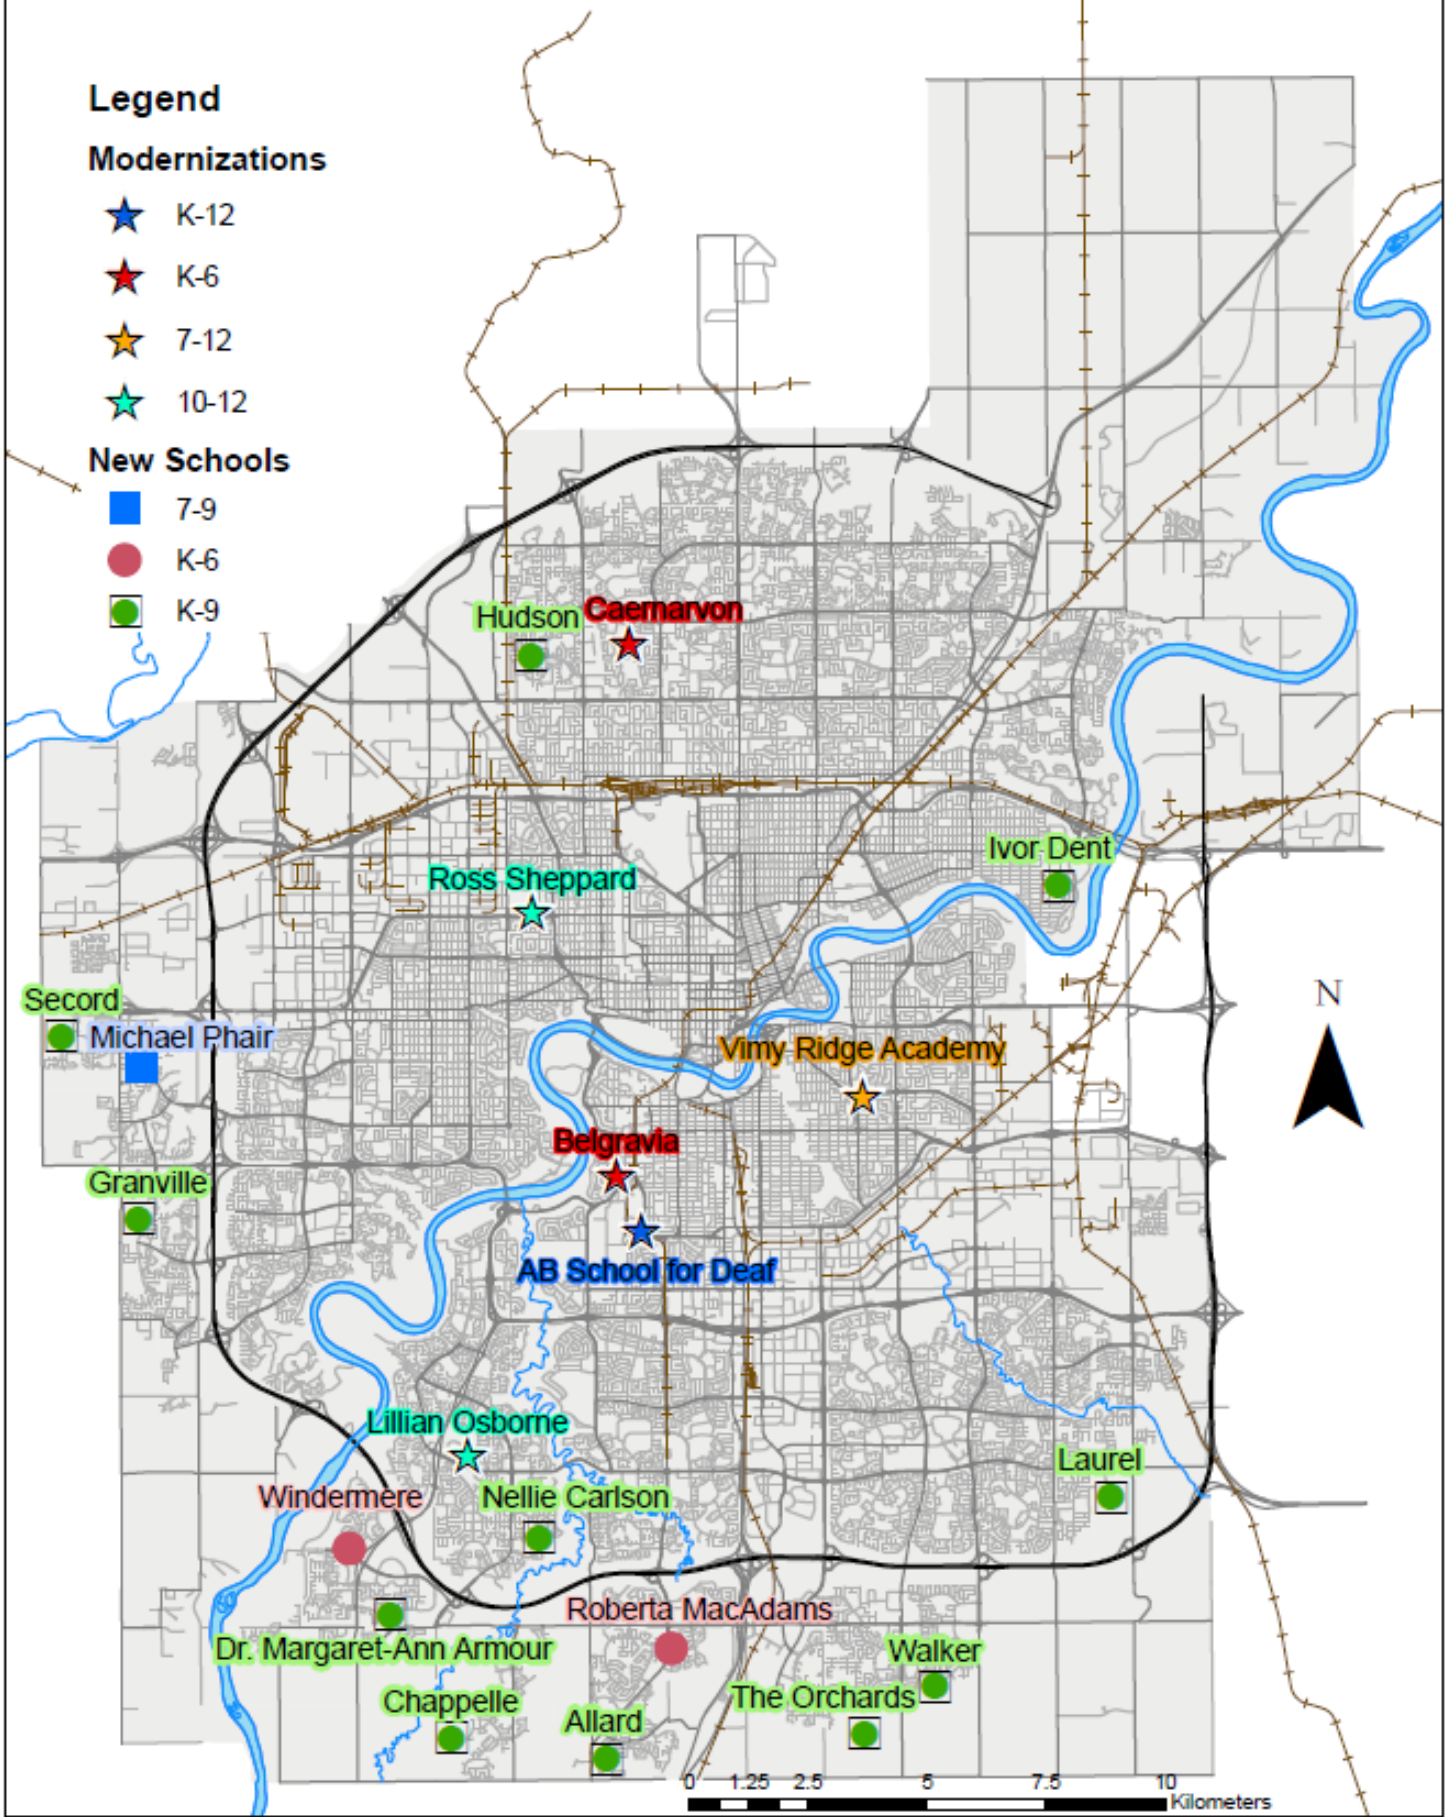 Legend
Modernizations
K-12
K-6
7-12
10-12
New Schools
7-9
K-6
K-9
Hudson
Caernarvon
Ivor Dent
Ross Sheppard
Secord
Michael Phair
N
Vimy Ridge Academy
Belgravia
Granville
AB School for Deaf
Lillian Osborne
Laurel
Windermere
Nellie Carlson
Roberta MacAdams
Dr. Margaret-Ann Armour
Walker
The Orchards
Chappelle
Allard
0 1.25 2.5 5 7.5 10
Kilometers